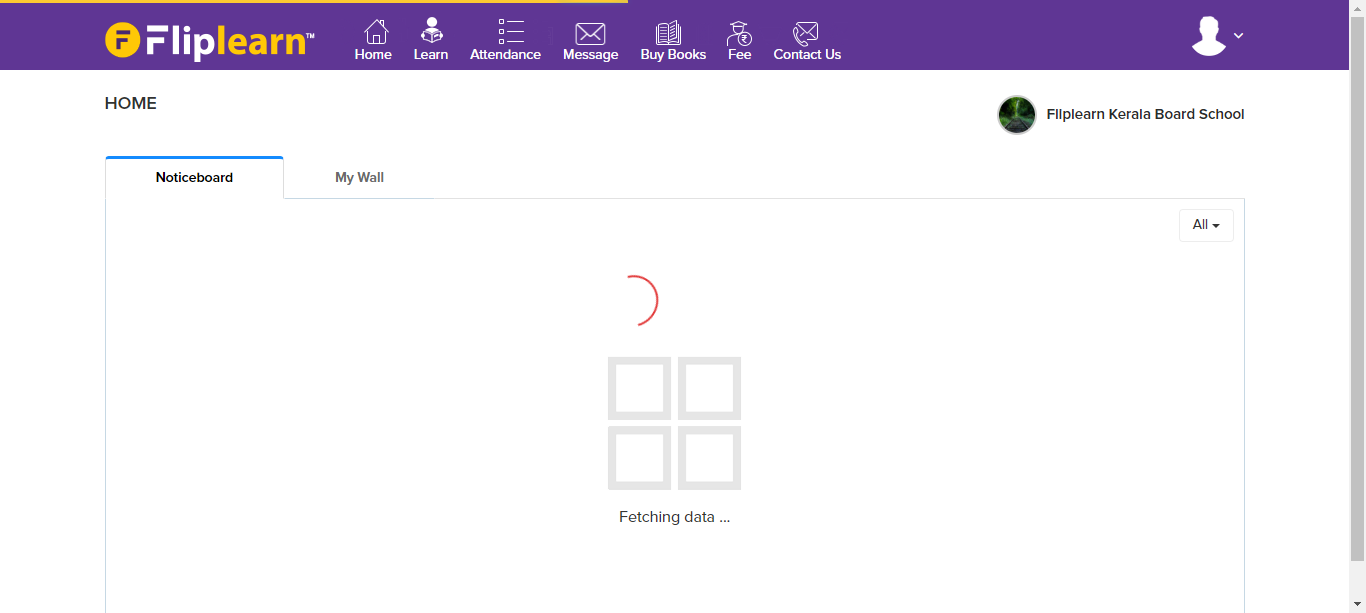 Fliplearn™
Home Learn Attendance Message Buy Books Fee Contact Us
HOME
Fliplearn Kerala Board School
Noticeboard My Wall
All
Fetching data ...